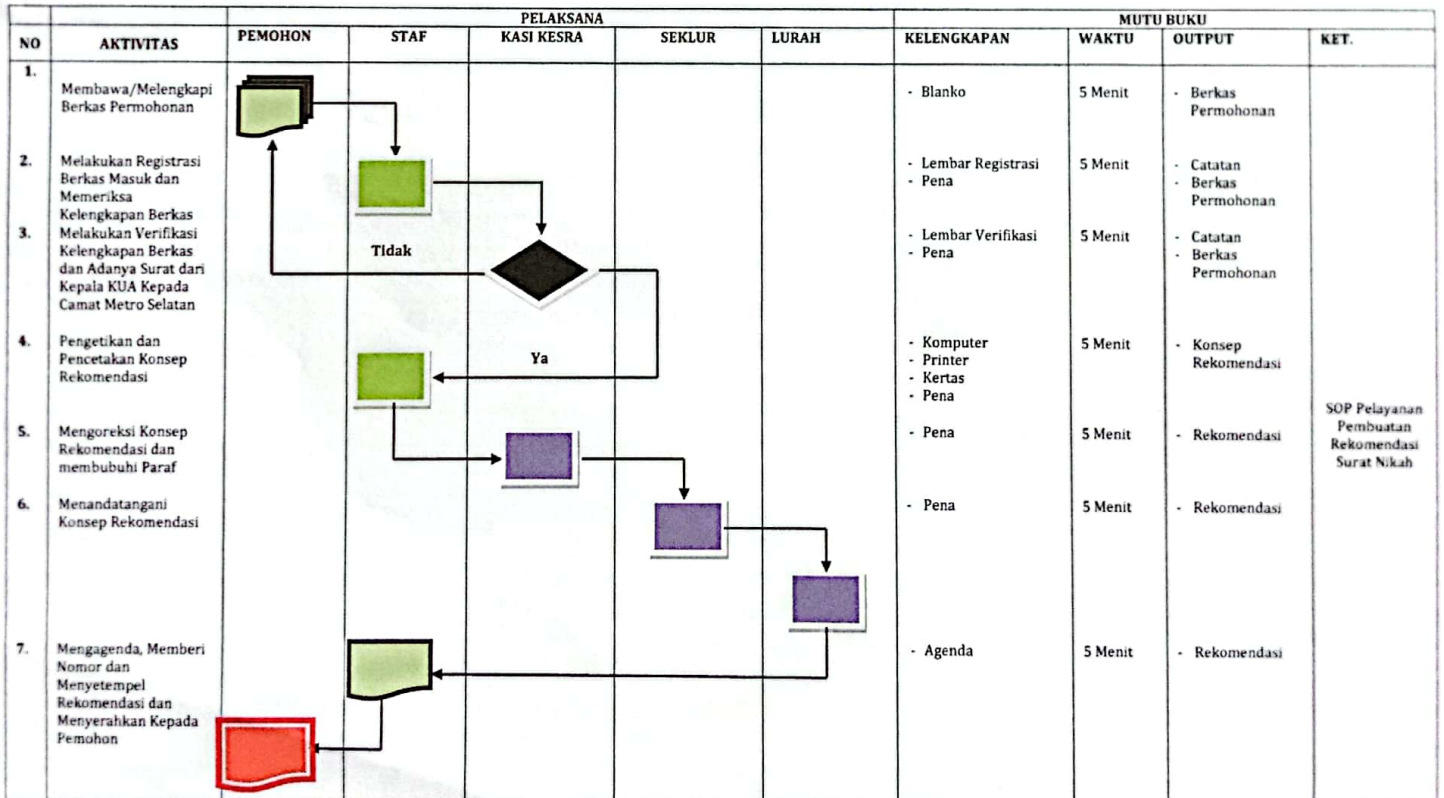 PELAKSANA
MUTU BUKU
NO
AKTIVITAS
PEMOHON
STAF
KASI KESRA
SEKLUR
LURAH
KELENGKAPAN
WAKTU
OUTPUT
KET.
1.
Membawa/Melengkapi
Berkas Permohonan
- Blanko
5 Menit
- Berkas
Permohonan
2.
Melakukan Registrasi
Berkas Masuk dan
Memeriksa
Kelengkapan Berkas
- Lembar Registrasi
- Pena
5 Menit
- Catatan
- Berkas
Permohonan
3.
Melakukan Verifikasi
Kelengkapan Berkas
dan Adanya Surat dari
Kepala KUA Kepada
Camat Metro Selatan
Tidak
- Lembar Verifikasi
- Pena
5 Menit
- Catatan
- Berkas
Permohonan
4.
Pengetikan dan
Pencetakan Konsep
Rekomendasi
Ya
- Komputer
- Printer
- Kertas
- Pena
5 Menit
- Konsep
Rekomendasi
SOP Pelayanan
Pembuatan
Rekomendasi
Surat Nikah
5.
Mengoreksi Konsep
Rekomendasi dan
membubuhi Paraf
- Pena
5 Menit
- Rekomendasi
6.
Menandatangani
Konsep Rekomendasi
- Pena
5 Menit
- Rekomendasi
7.
Mengagenda, Memberi
Nomor dan
Menyetempel
Rekomendasi dan
Menyerahkan Kepada
Pemohon
- Agenda
5 Menit
- Rekomendasi